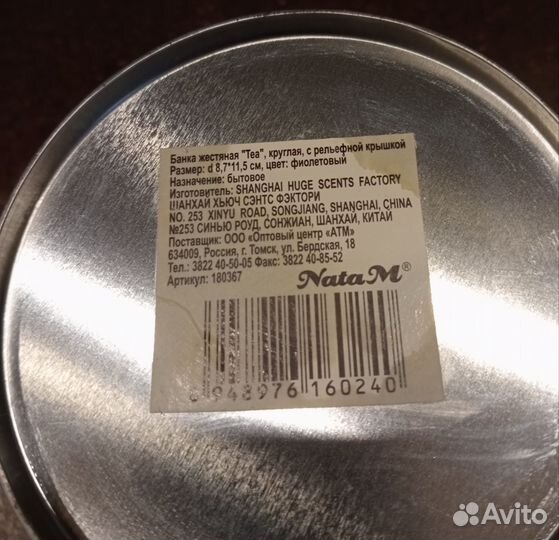 Банка жестяная "Tea", круглая, с рельефной крышкой
Размер: d 8,7*11,5 см, цвет: фиолетовый
Назначение: бытовое
Изготовитель: SHANGHAI HUGE SCENTS FACTORY
ШАНХАЙ ХЬЮЧ СЭНТС ФЭКТОРИ
NO. 253 XINYU ROAD, SONGJIANG, SHANGHAI, CHINA
№253 СИНЬЮ РОУД, СОНЖИАН, ШАНХАЙ, КИТАЙ
Поставщик: ООО «Оптовый центр «АТМ»
634009, Россия, г. Томск, ул. Бердская, 18
Тел.: 3822 40-50-05 Факс: 3822 40-85-52
Артикул: 180367
NataM®
948976 160240
Avito